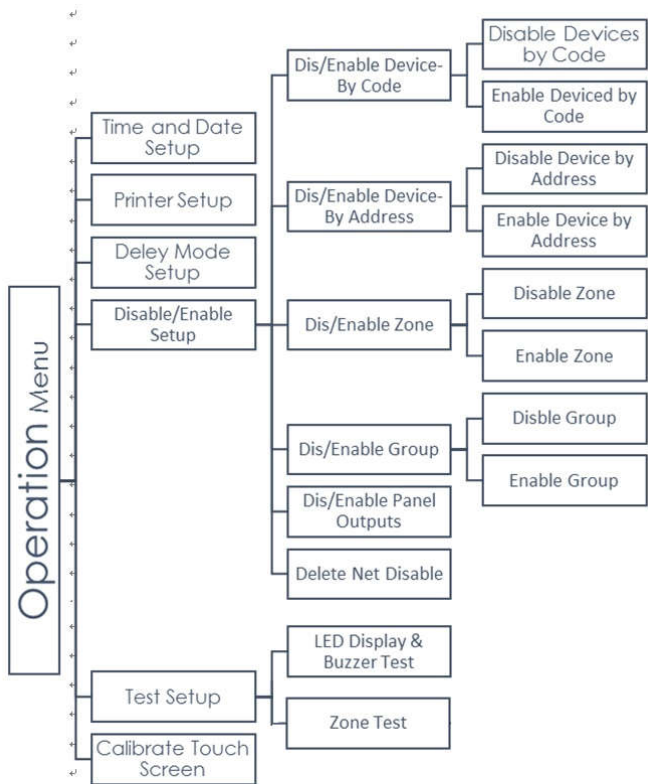 Operation Menu
Time and Date
Setup
Printer Setup
Deley Mode
Setup
Disable/Enable
Setup
Dis/Enable Device-
By Code
Disable Devices
by Code
Enable Deviced by
Code
Dis/Enable Device-
By Address
Disable Device by
Address
Enable Device by
Address
Dis/Enable Zone
Disable Zone
Enable Zone
Dis/Enable Group
Disble Group
Enable Group
Dis/Enable Panel
Outputs
Delete Net Disable
Test Setup
LED Display &
Buzzer Test
Zone Test
Calibrate Touch
Screen